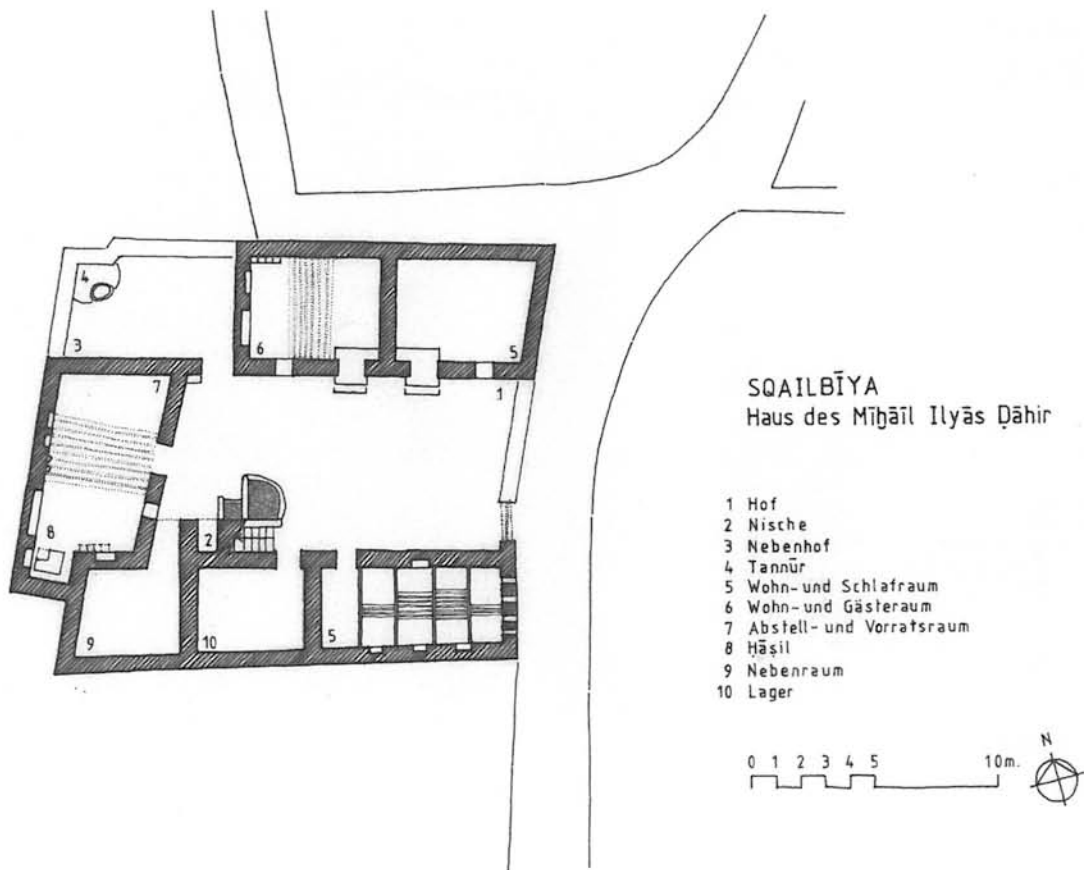 4
3
6
5
7
1
8
2
9
10
5
SQAILBĪYA
Haus des Mīḫāīl Ilyās Ḍāhir
1 Hof
2 Nische
3 Nebenhof
4 Tannūr
5 Wohn- und Schlafraum
6 Wohn- und Gästeraum
7 Abstell- und Vorratsraum
8 Ḥāṣil
9 Nebenraum
10 Lager
0 1 2 3 4 5 10m.
N